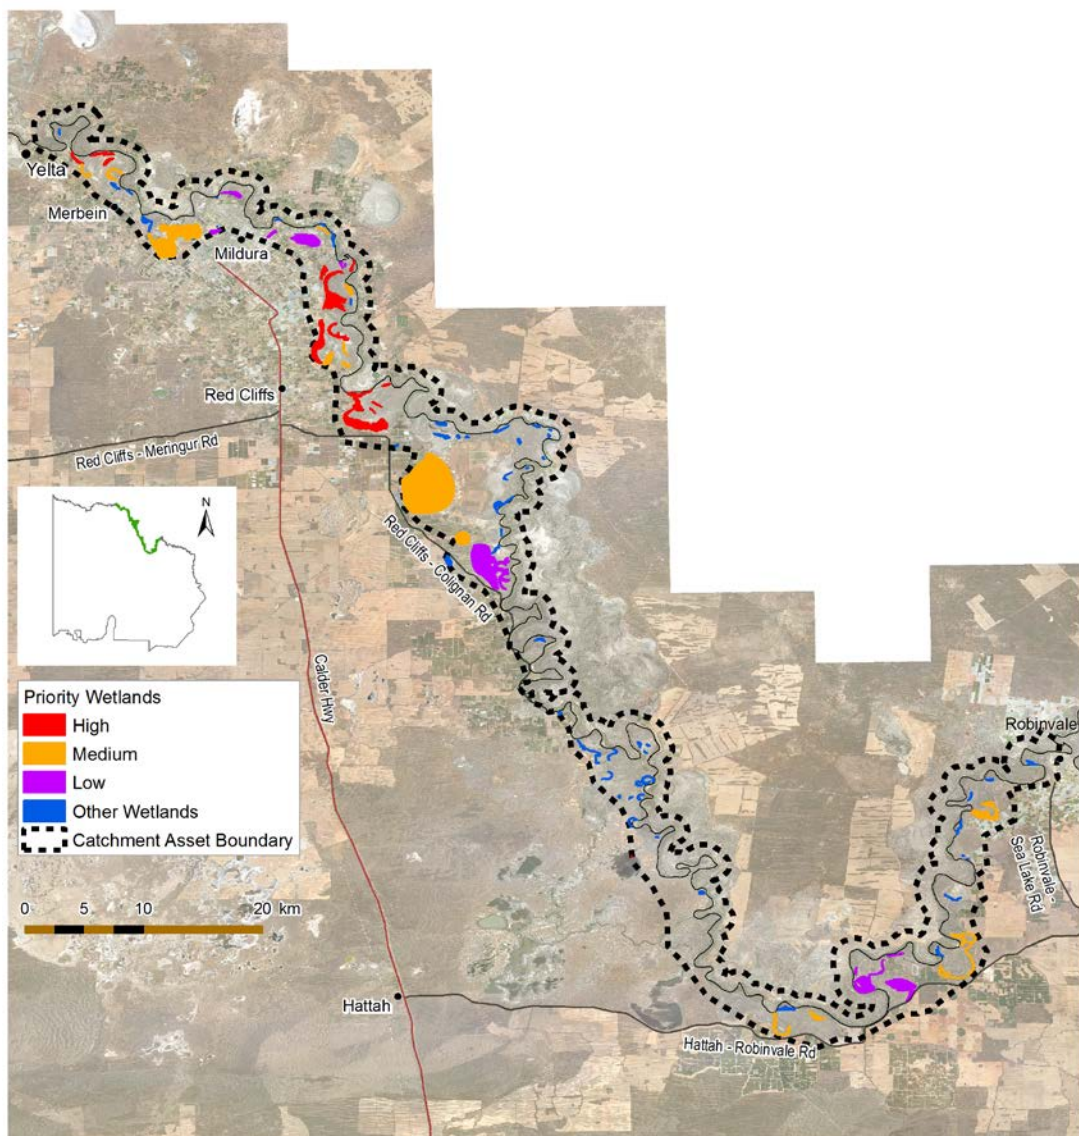 Yelta
Merbein
Mildura
Red Cliffs
Red Cliffs - Meringur Rd
N
Red Cliffs - Colignan Rd
Calder Hwy
Priority Wetlands
High
Medium
Low
Other Wetlands
Catchment Asset Boundary
0 5 10 20 km
Robinvale
Robinvale -
Sea Lake Rd
Hattah
Hattah - Robinvale Rd